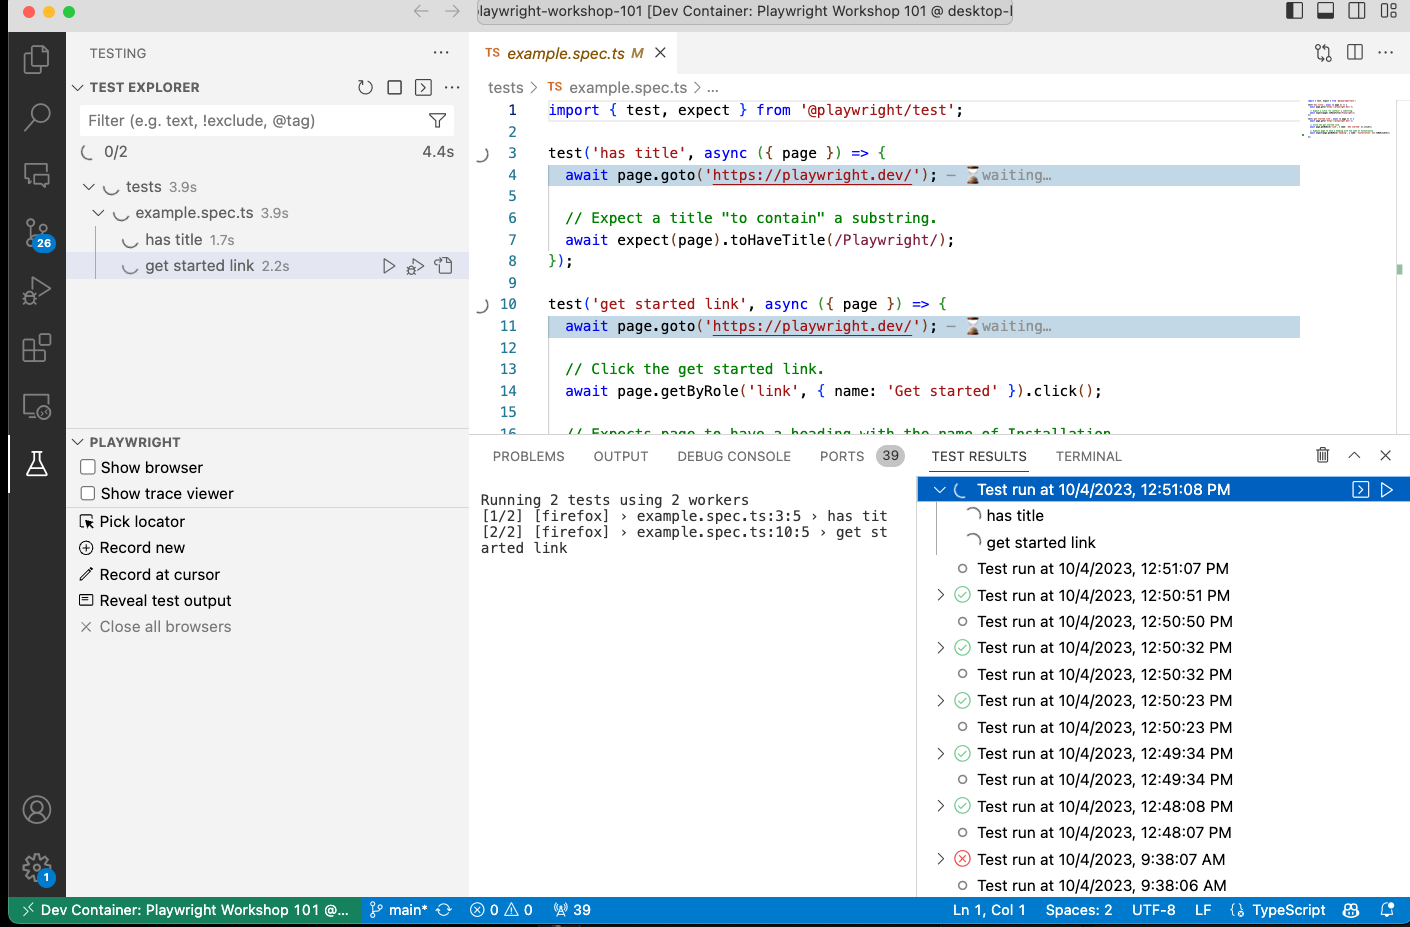 playwright-workshop-101 [Dev Container: Playwright Workshop 101 @ desktop-l
TESTING
TEST EXPLORER
Filter (e.g. text, !exclude, @tag)
0/2
4.4s
tests 3.9s
example.spec.ts 3.9s
has title 1.7s
get started link 2.2s
26
PLAYWRIGHT
Show browser
Show trace viewer
Pick locator
Record new
Record at cursor
Reveal test output
Close all browsers
1
TS example.spec.ts M
tests > TS example.spec.ts > ...
1 import { test, expect } from '@playwright/test';
2
3 test('has title', async ({ page }) => {
4 await page.goto('https://playwright.dev/'); — ⌛waiting…
5
6 // Expect a title "to contain" a substring.
7 await expect(page).toHaveTitle(/Playwright/);
8 });
9
10 test('get started link', async ({ page }) => {
11 await page.goto('https://playwright.dev/'); — ⌛waiting…
12
13 // Click the get started link.
14 await page.getByRole('link', { name: 'Get started' }).click();
15
16 // Expects page to have a heading with the name of Installation
PROBLEMS OUTPUT DEBUG CONSOLE PORTS 39 TEST RESULTS TERMINAL
Running 2 tests using 2 workers
[1/2] [firefox] › example.spec.ts:3:5 › has tit
[2/2] [firefox] › example.spec.ts:10:5 › get st
arted link
Test run at 10/4/2023, 12:51:08 PM
has title
get started link
Test run at 10/4/2023, 12:51:07 PM
Test run at 10/4/2023, 12:50:51 PM
Test run at 10/4/2023, 12:50:50 PM
Test run at 10/4/2023, 12:50:32 PM
Test run at 10/4/2023, 12:50:32 PM
Test run at 10/4/2023, 12:50:23 PM
Test run at 10/4/2023, 12:50:23 PM
Test run at 10/4/2023, 12:49:34 PM
Test run at 10/4/2023, 12:49:34 PM
Test run at 10/4/2023, 12:48:08 PM
Test run at 10/4/2023, 12:48:07 PM
Test run at 10/4/2023, 9:38:07 AM
Test run at 10/4/2023, 9:38:06 AM
Dev Container: Playwright Workshop 101 @... main* 0 0 39 Ln 1, Col 1 Spaces: 2 UTF-8 LF {} TypeScript